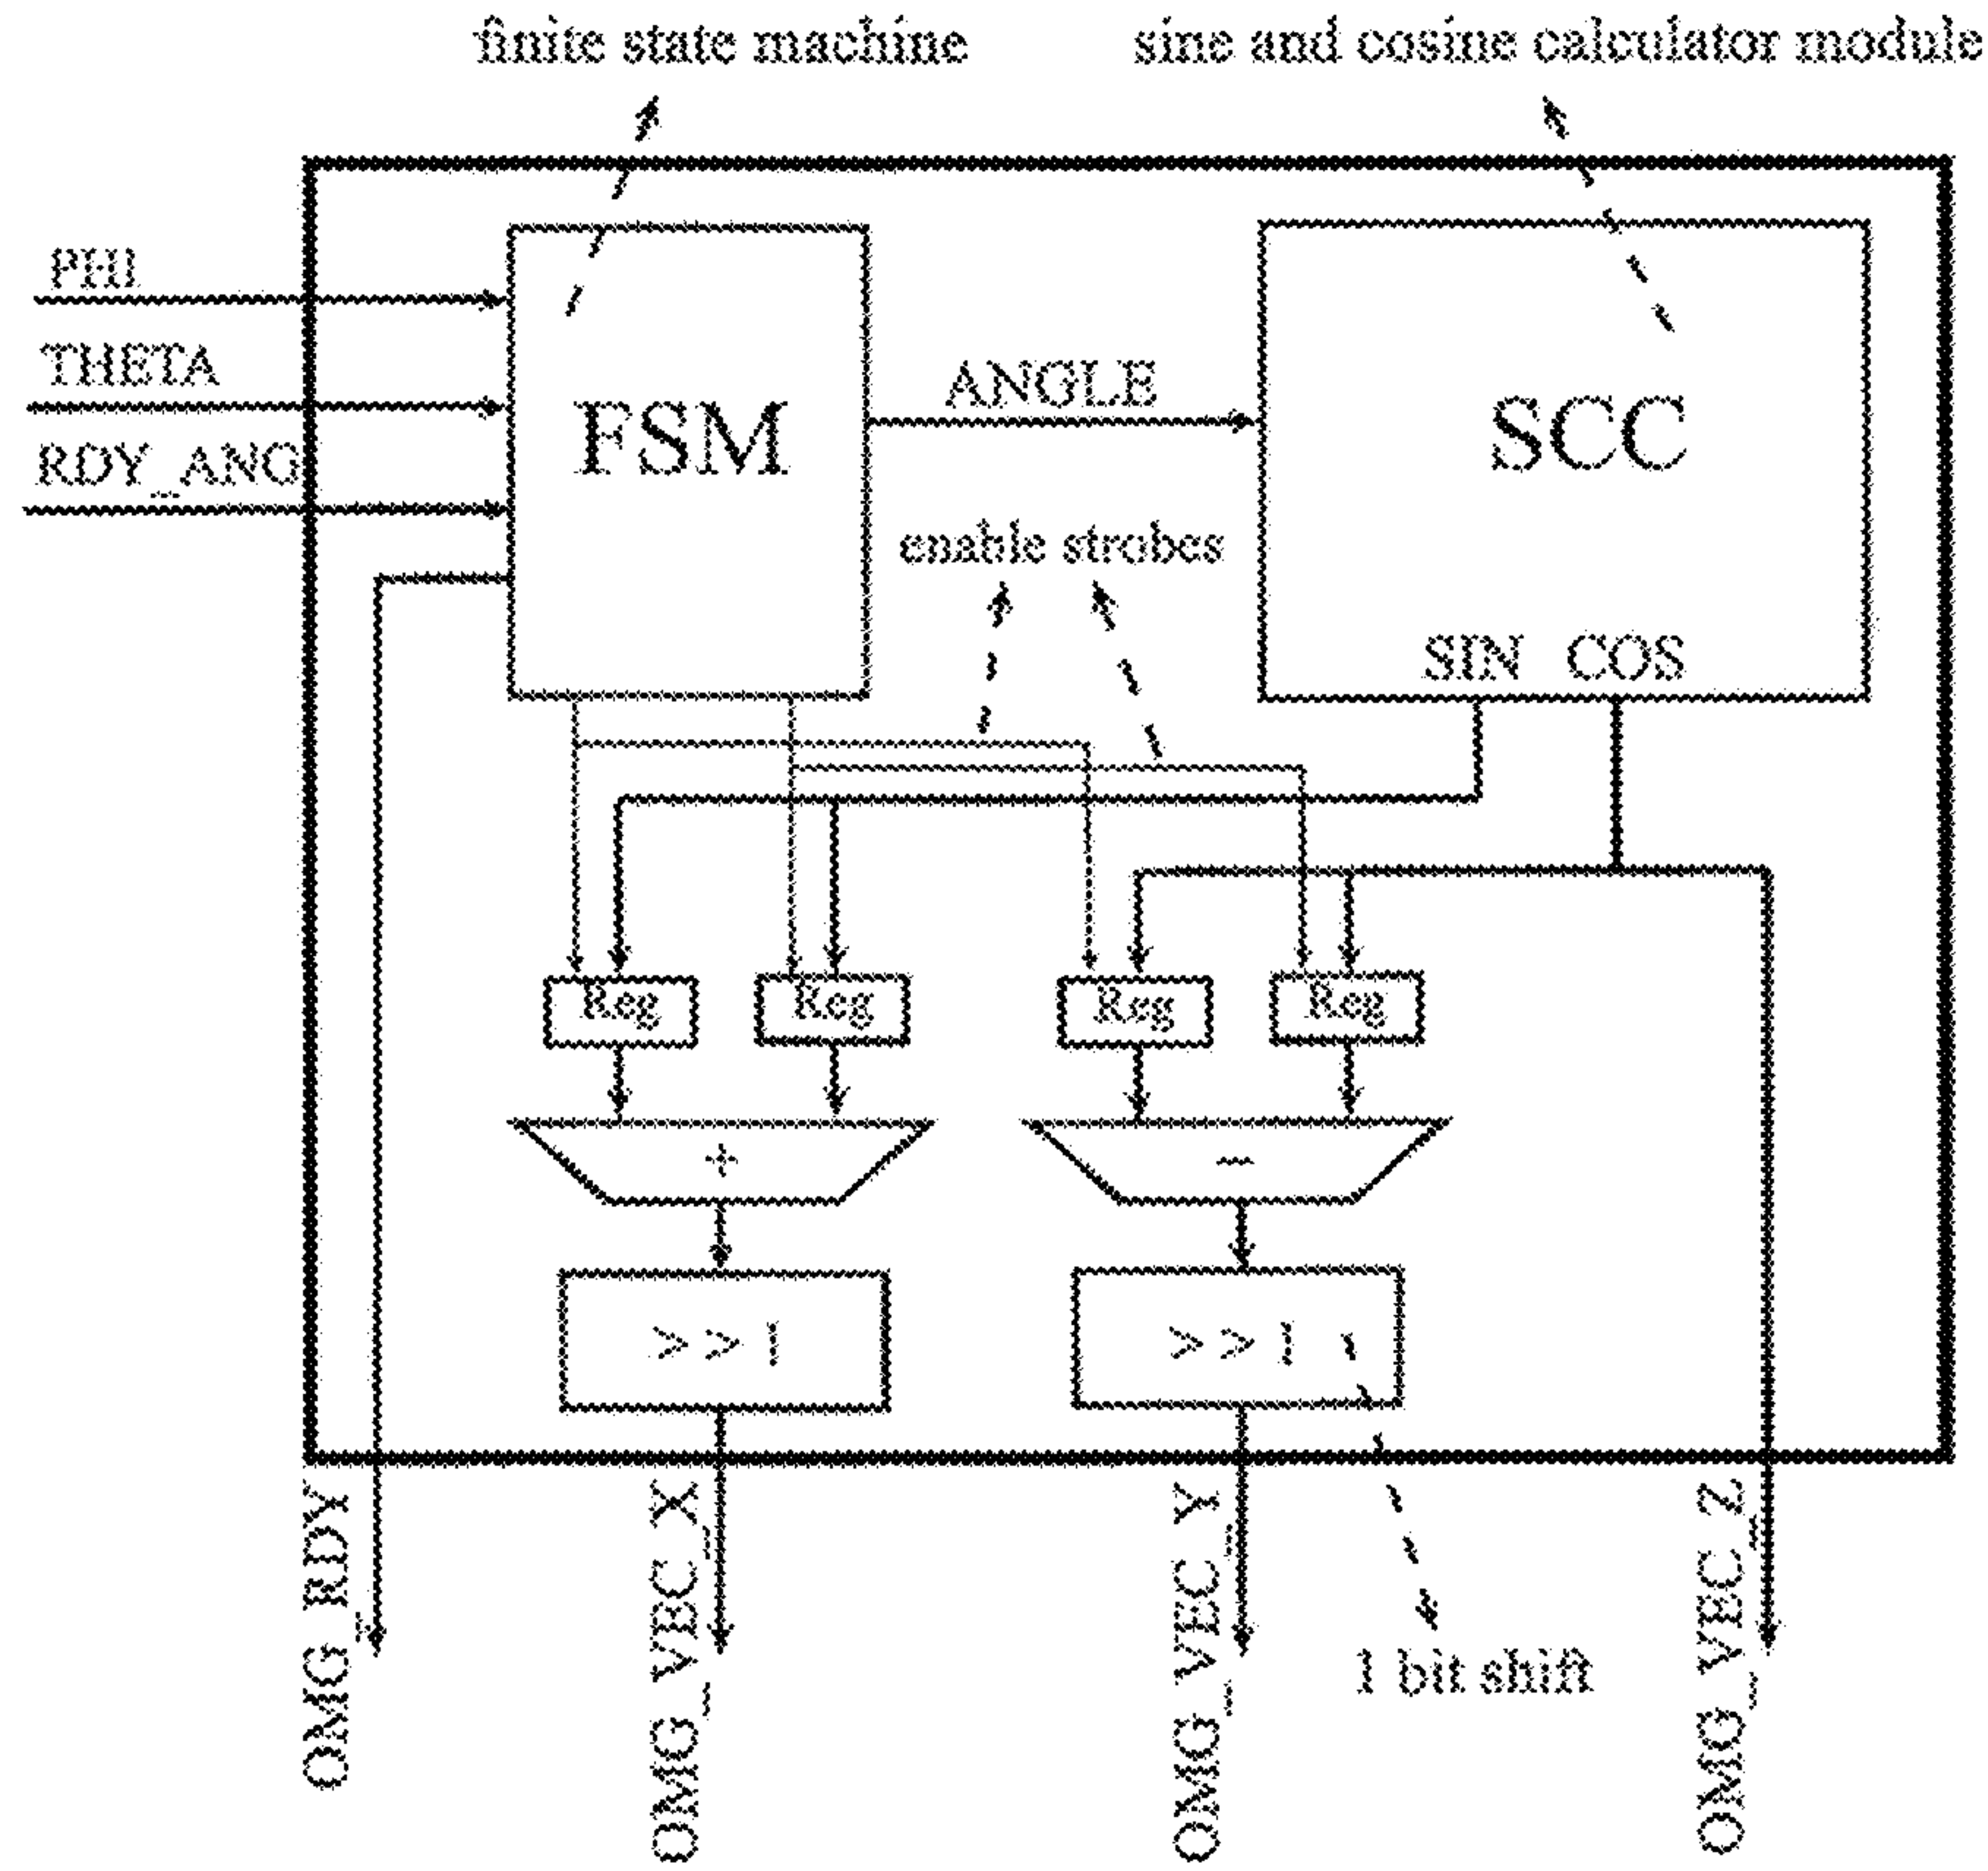 finite state machine
sine and cosine calculator module
PHI
THETA
RDY_ANG
FSM
ANGLE
SCC
enable strobes
SIN COS
Reg
Reg
Reg
Reg
+
−
>>1
>>1
OMG_RDY
OMG_VEC_X
OMG_VEC_Y
1 bit shift
OMG_VEC_Z